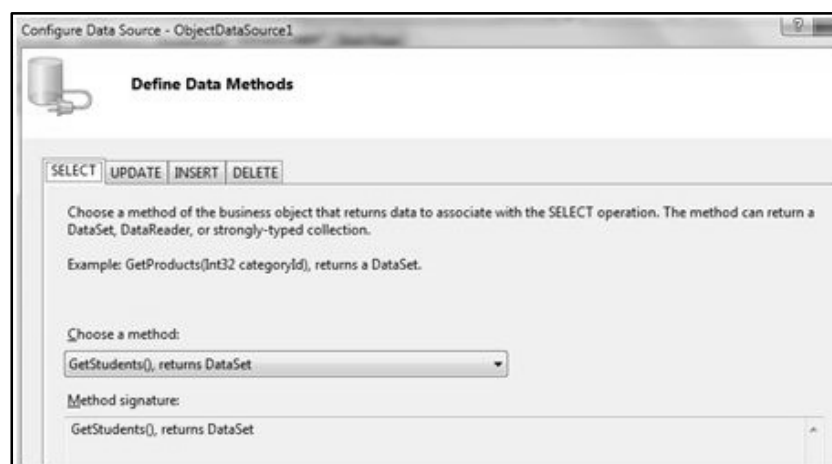 Configure Data Source - ObjectDataSource1
?
Define Data Methods
SELECT UPDATE INSERT DELETE
Choose a method of the business object that returns data to associate with the SELECT operation. The method can return a
DataSet, DataReader, or strongly-typed collection.
Example: GetProducts(Int32 categoryId), returns a DataSet.
Choose a method:
GetStudents(), returns DataSet
Method signature:
GetStudents(), returns DataSet